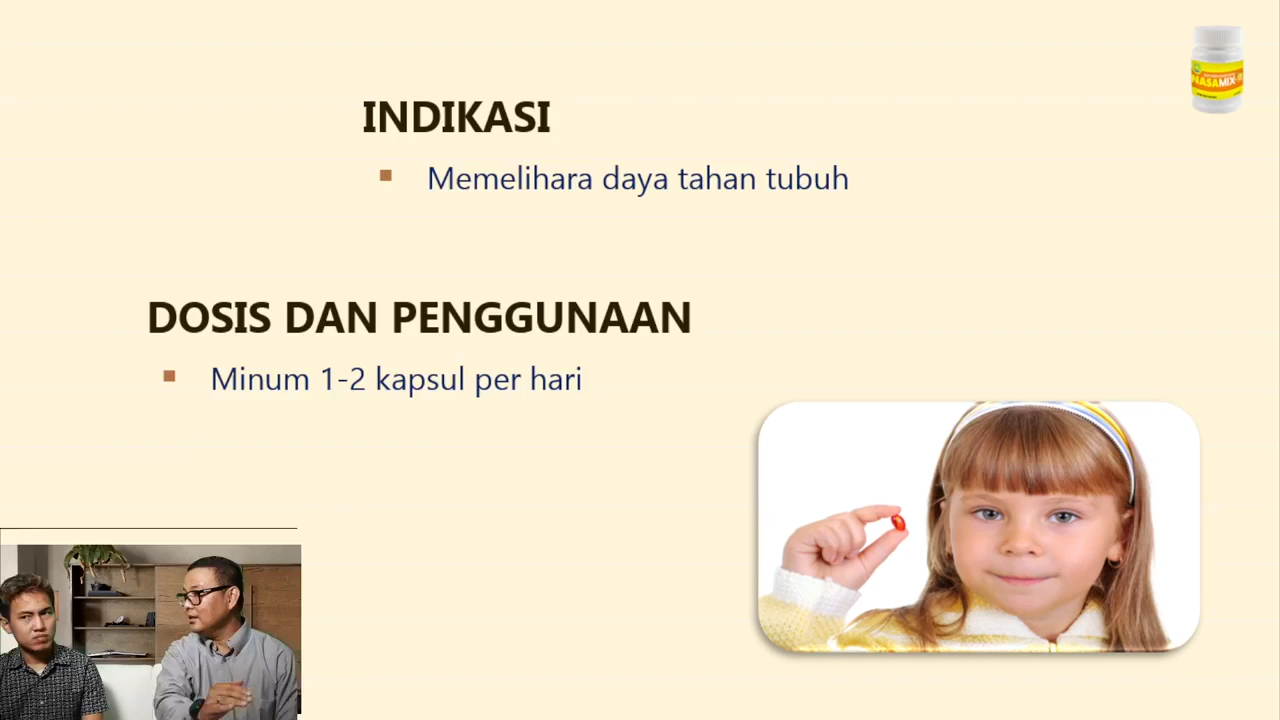 INDIKASI
Memelihara daya tahan tubuh
DOSIS DAN PENGGUNAAN
Minum 1-2 kapsul per hari